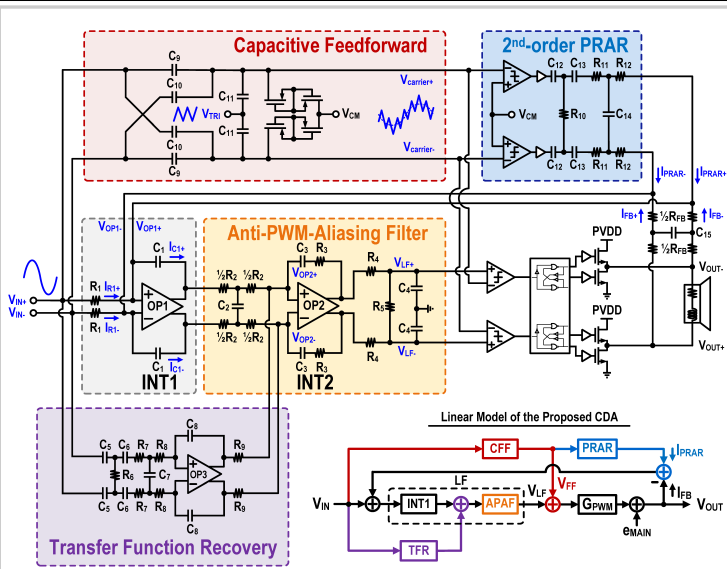 Capacitive Feedforward
2nd-order PRAR
C9
C10
C10
C9
VTRI
C11
C11
VCM
Vcarrier+
Vcarrier-
VCM
C12 C13 R11 R12
R10
C14
C12 C13 R11 R12
IPRAR- IPRAR+
IFB+ ½RFB IFB-
C15
½RFB
VOP1- VOP1+
Anti-PWM-Aliasing Filter
C1 IC1+
VIN+
VIN-
R1 IR1+
R1 IR1-
OP1
C1 IC1-
INT1
½R2 ½R2
C2
½R2 ½R2
C3 R3
VOP2+
OP2
VOP2-
C3 R3
INT2
R4
VLF+
R5
C4
C4
R4
VLF-
PVDD
VOUT-
PVDD
VOUT+
C8
C5 C6 R7 R8
R9
R6
C7
OP3
C5 C6 R7 R8
R9
C8
Transfer Function Recovery
Linear Model of the Proposed CDA
CFF
PRAR
IPRAR
LF
VLF
VFF
IFB
VIN
INT1
APAF
GPWM
VOUT
eMAIN
TFR